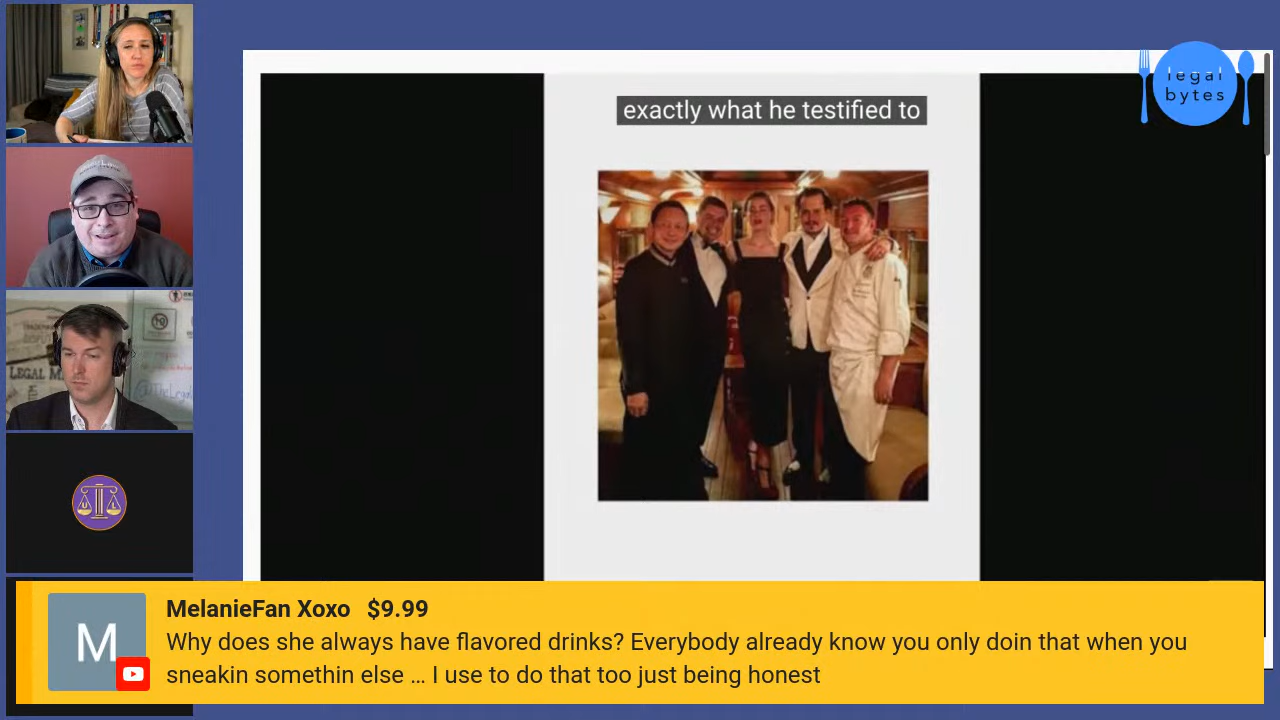 legal
bytes
exactly what he testified to
LEGAL M
MelanieFan Xoxo $9.99
M
Why does she always have flavored drinks? Everybody already know you only doin that when you
sneakin somethin else ... I use to do that too just being honest